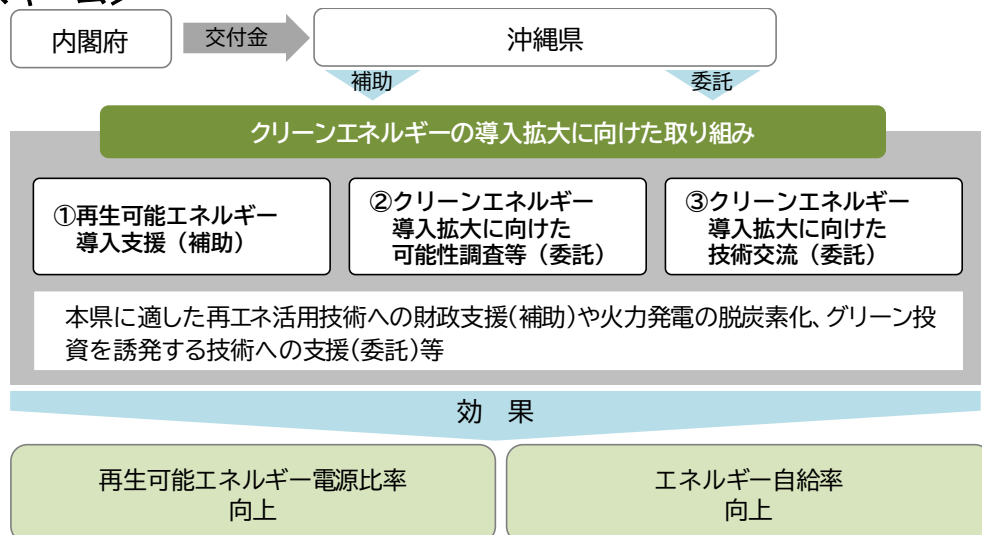 内閣府
交付金
沖縄県
補助
委託
クリーンエネルギーの導入拡大に向けた取り組み
①再生可能エネルギー
導入支援（補助）
②クリーンエネルギー
導入拡大に向けた
可能性調査等（委託）
③クリーンエネルギー
導入拡大に向けた
技術交流（委託）
本県に適した再エネ活用技術への財政支援(補助)や火力発電の脱炭素化、グリーン投
資を誘発する技術への支援(委託)等
効　果
再生可能エネルギー電源比率
向上
エネルギー自給率
向上